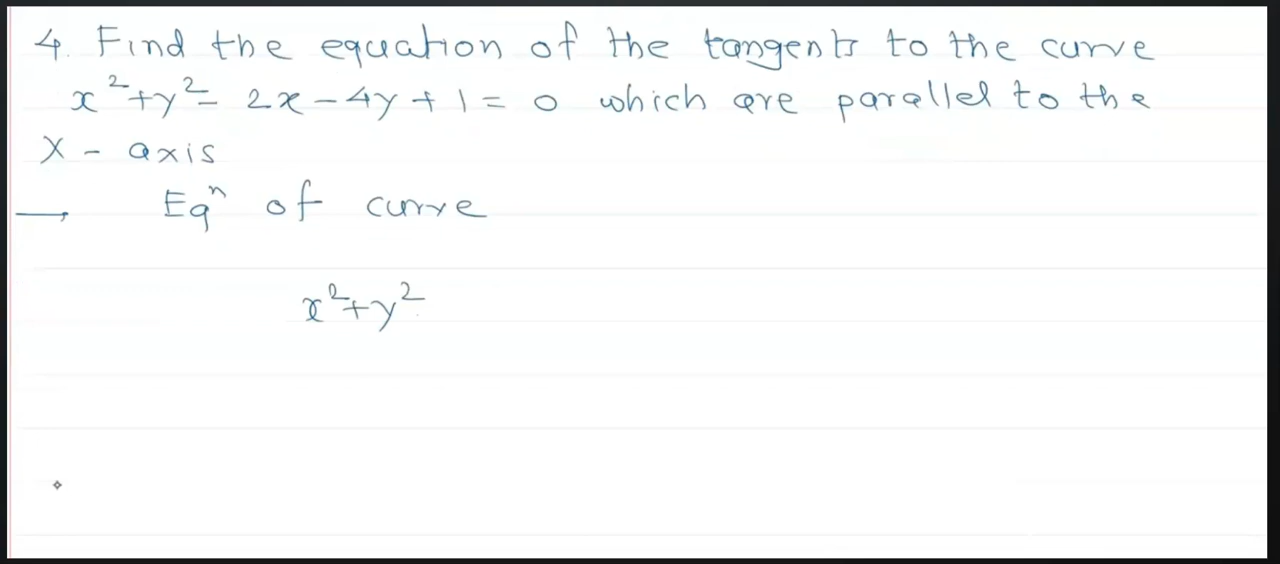 4. Find the equation of the tangents to the curve
x²+y²- 2x-4y+1=0 which are parallel to the
X - axis
→ Eqⁿ of curve
x²+y²